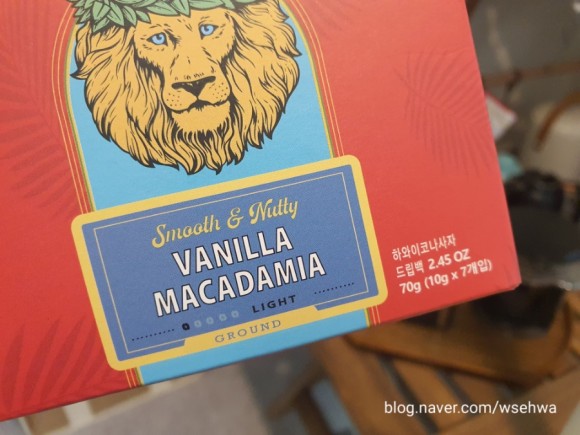 Smooth & Nutty
VANILLA
MACADAMIA
LIGHT
GROUND
하와이코나사자
드립백 2.45 OZ
70g (10g x 7개입)
blog.naver.com/wsehwa